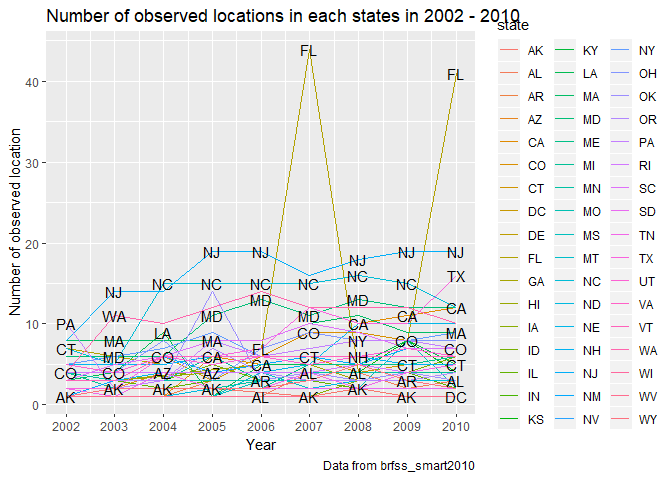 Number of observed locations in each states in 2002 - 2010
state
AK KY NY
AL LA OH
AR MA OK
AZ MD OR
CA ME PA
CO MI RI
CT MN SC
DC MO SD
DE MS TN
FL MT TX
GA NC UT
HI ND VA
IA NE VT
ID NH WA
IL NJ WI
IN NM WV
KS NV WY
Number of observed location
40
30
20
10
0
FL
FL
NJ NJ NJ NJ NJ
NC NC NC NC NC
NJ
TX
WA MD MD MD MD
CA CA CA
PA
LA CO
MA MA NY CO MA
CT FL CO
MD CO CA CT NH
CO CO AZ AZ CA AL AL CT CT
AR AR AL
AK AK AK AK AL AK AK AK DC
2002 2003 2004 2005 2006 2007 2008 2009 2010
Year
Data from brfss_smart2010